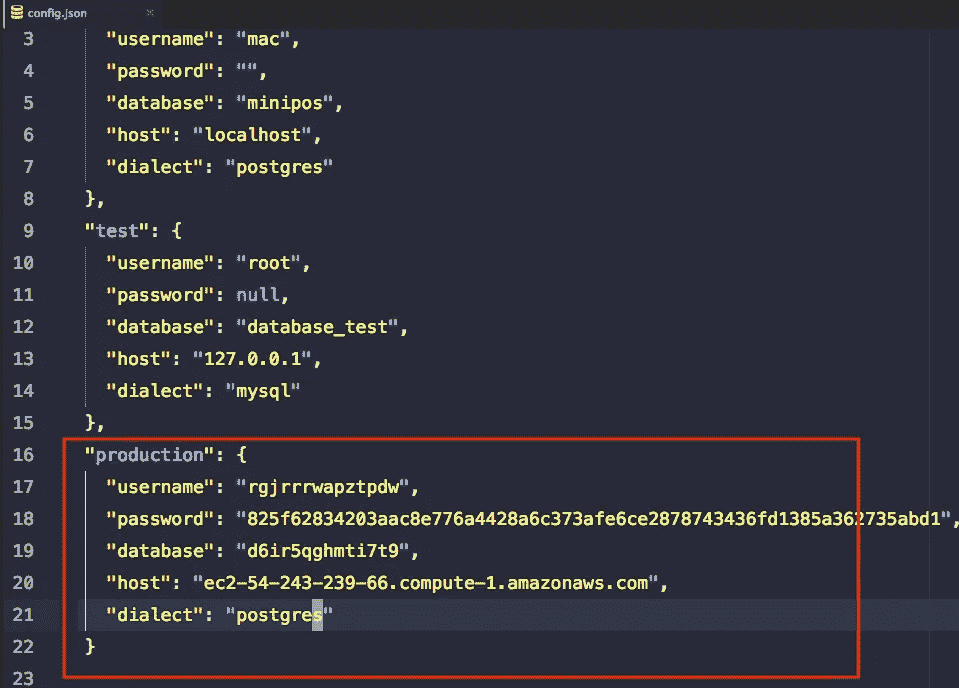 config.json
3 "username": "mac",
4 "password": "",
5 "database": "minipos",
6 "host": "localhost",
7 "dialect": "postgres"
8 },
9 "test": {
10 "username": "root",
11 "password": null,
12 "database": "database_test",
13 "host": "127.0.0.1",
14 "dialect": "mysql"
15 },
16 "production": {
17 "username": "rgjrrrwapztpdw",
18 "password": "825f62834203aac8e776a4428a6c373afe6ce2878743436fd1385a362735abd1",
19 "database": "d6ir5qghmti7t9",
20 "host": "ec2-54-243-239-66.compute-1.amazonaws.com",
21 "dialect": "postgres"
22 }
23